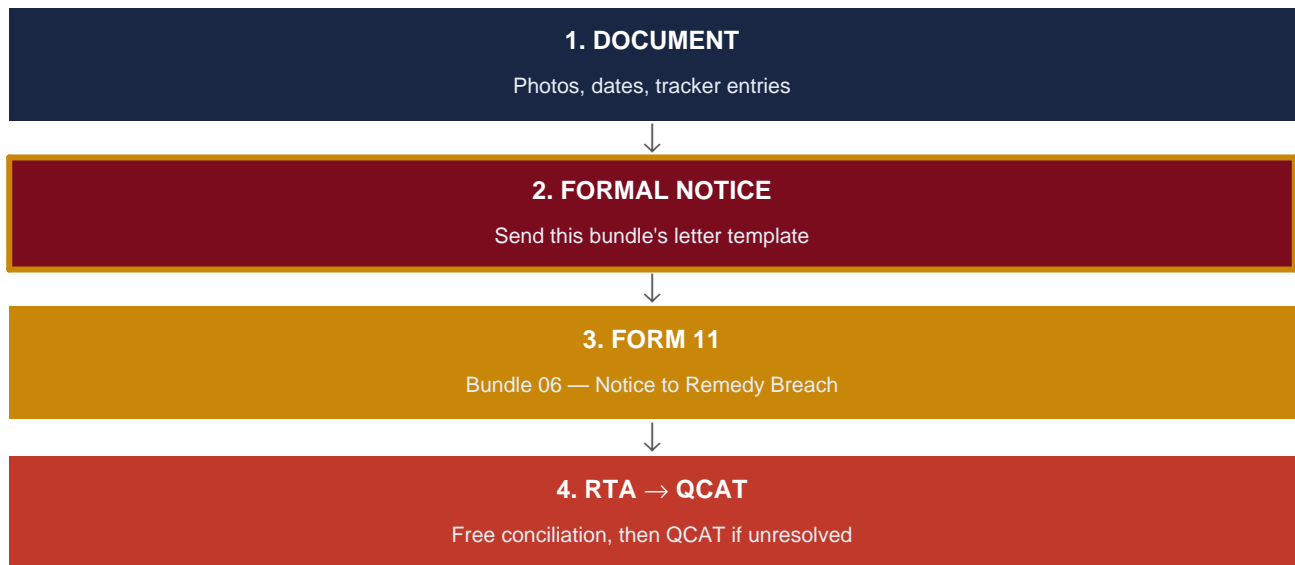 1. DOCUMENT
Photos, dates, tracker entries
↓
2. FORMAL NOTICE
Send this bundle's letter template
↓
3. FORM 11
Bundle 06 — Notice to Remedy Breach
↓
4. RTA → QCAT
Free conciliation, then QCAT if unresolved